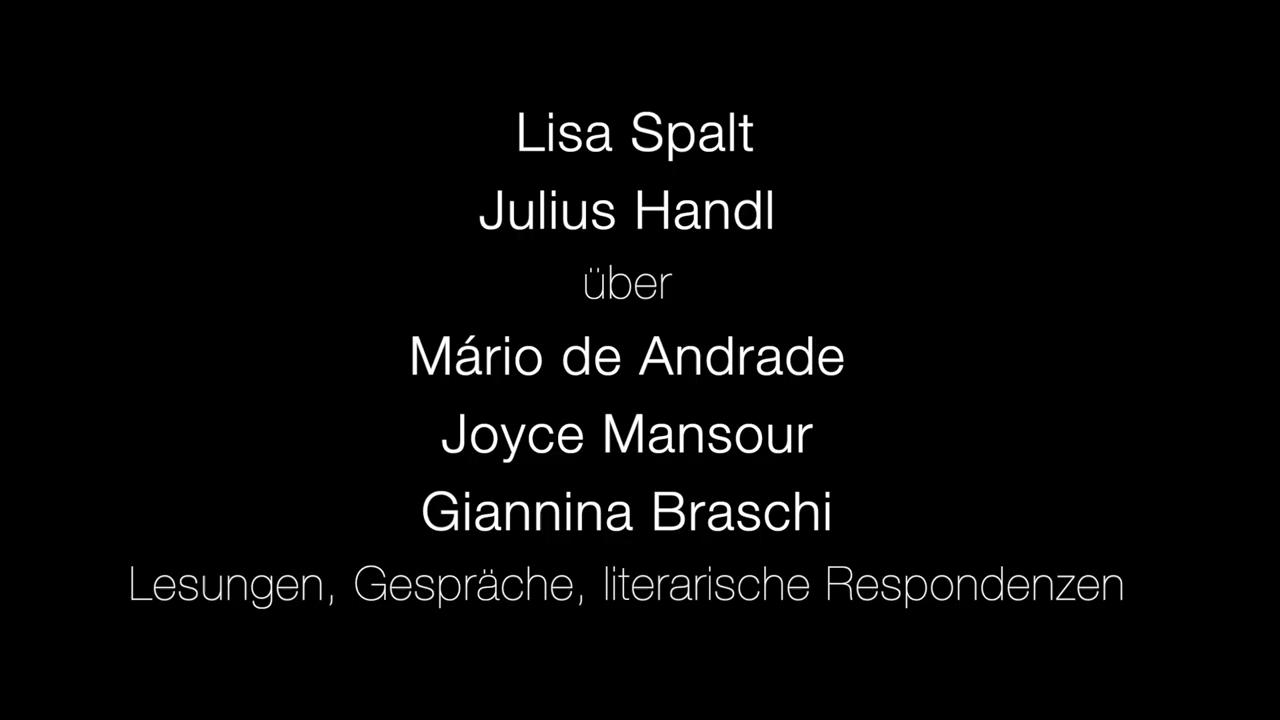 Lisa Spalt
Julius Handl
über
Mário de Andrade
Joyce Mansour
Giannina Braschi
Lesungen, Gespräche, literarische Respondenzen